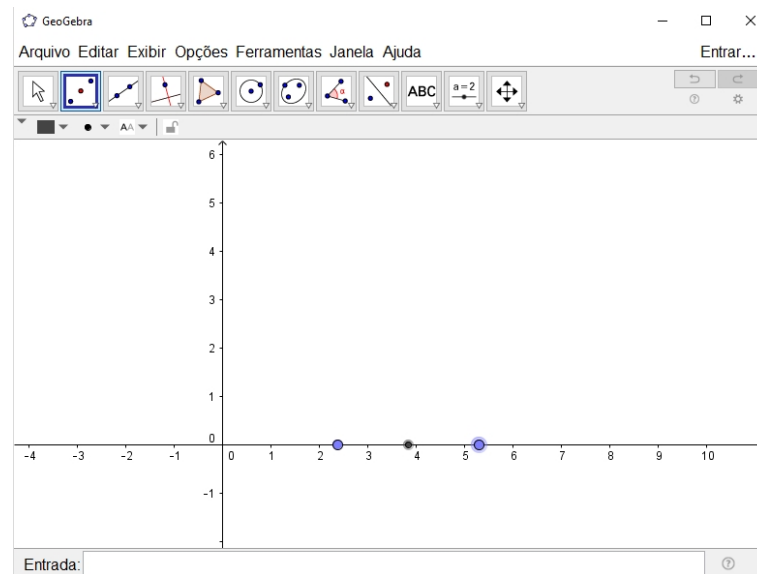 GeoGebra
Arquivo Editar Exibir Opções Ferramentas Janela Ajuda Entrar...
α ABC a=2
AA
6
5
4
3
2
1
0
-4 -3 -2 -1 0 1 2 3 4 5 6 7 8 9 10
-1
Entrada: